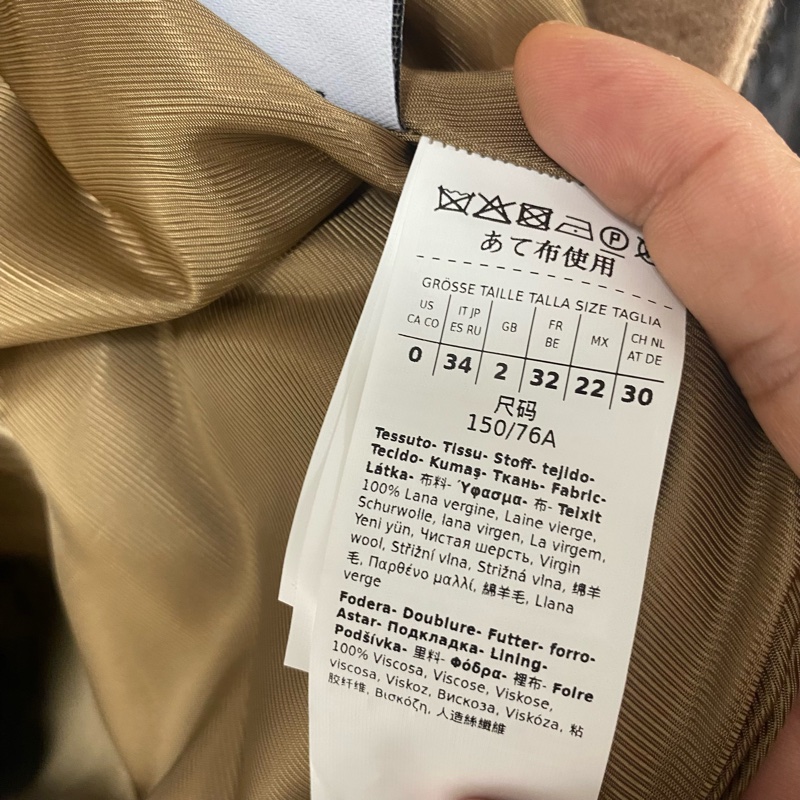 P
あて布使用
GRÖSSE TAILLE TALLA SIZE TAGLIA
US CA CO IT JP ES RU GB FR BE MX CH NL AT DE
0 34 2 32 22 30
尺码
150/76A
Tessuto- Tissu- Stoff- tejido-
Tecido- Kumaş- Ткань- Fabric-
Látka- 布料- Ύφασμα- 布- Teixit
100% Lana vergine, Laine vierge,
Schurwolle, lana virgen, La virgem,
Yeni yün, Чистая шерсть, Virgin
wool, Střižní vlna, Strižná vlna, 绵羊
毛, Παρθένο μαλλί, 綿羊毛, Llana
verge
Fodera- Doublure- Futter- forro-
Astar- Подкладка- Lining-
Podšívka- 里料- Φόδρα- 裡布- Folre
100% Viscosa, Viscose, Viskose,
viscosa, Viskoz, Вискоза, Viskóza, 粘
胶纤维, Βισκόζη, 人造絲纖維